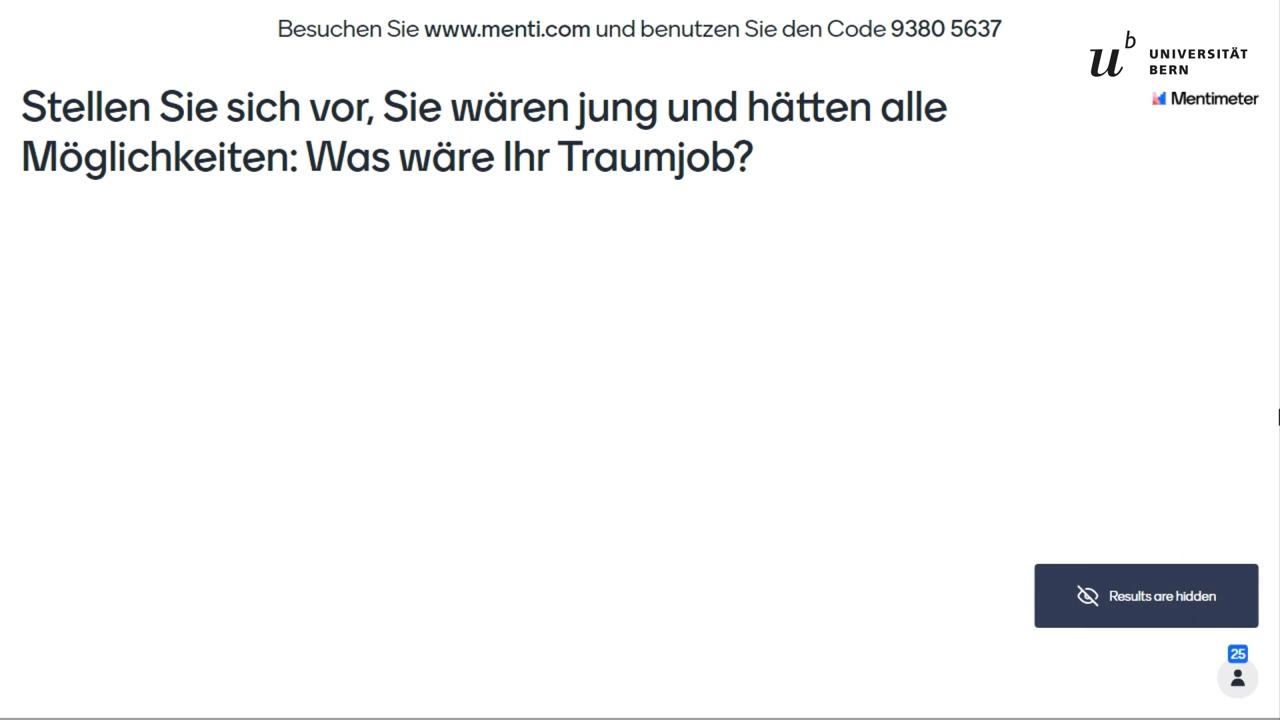 Besuchen Sie www.menti.com und benutzen Sie den Code 9380 5637
u b UNIVERSITÄT
BERN
Mentimeter
Stellen Sie sich vor, Sie wären jung und hätten alle
Möglichkeiten: Was wäre Ihr Traumjob?
Results are hidden
25